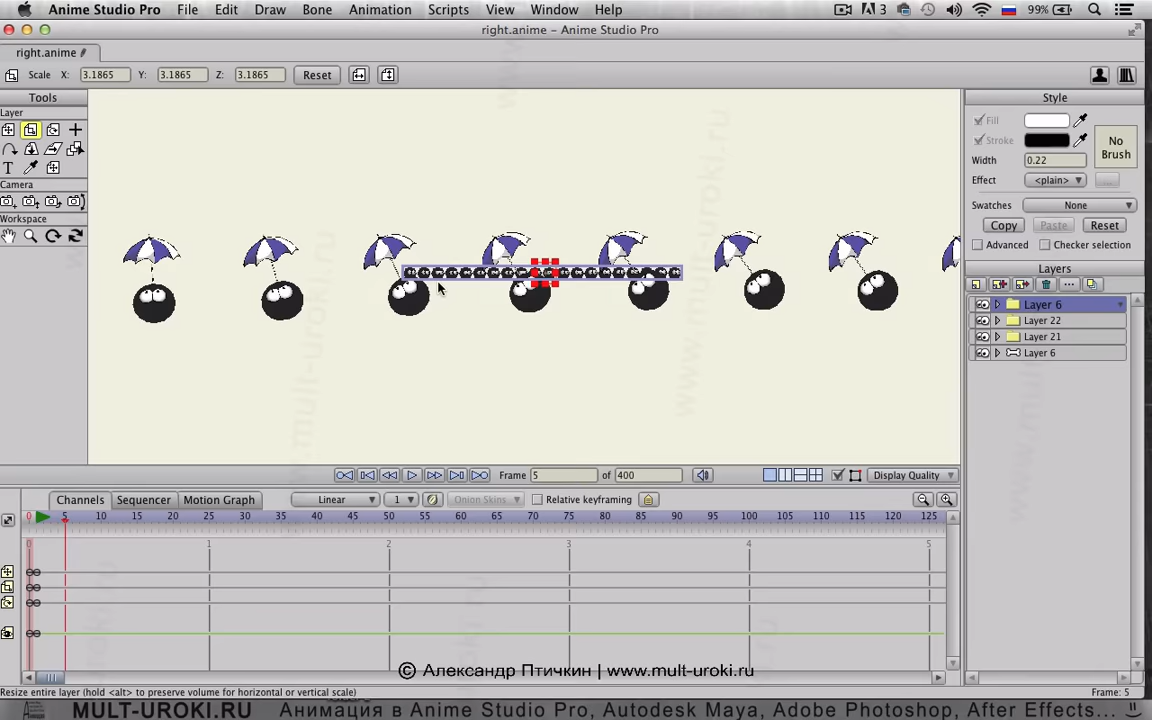 Anime Studio Pro File Edit Draw Bone Animation Scripts View Window Help 3 99%
right.anime – Anime Studio Pro
right.anime
Scale X: 3.1865 Y: 3.1865 Z: 3.1865 Reset
Tools
Layer
T
Camera
Workspace
Style
Fill
Stroke
No Brush
Width 0.22
Effect <plain>
Swatches None
Copy Paste Reset
Advanced Checker selection
Layers
Layer 6
Layer 22
Layer 21
Layer 6
www.mult-uroki.ru
Frame 5 of 400 Display Quality
Channels Sequencer Motion Graph Linear 1 Onion Skins Relative keyframing
0 5 10 15 20 25 30 35 40 45 50 55 60 65 70 75 80 85 90 95 100 105 110 115 120 125
0 1 2 3 4 5
© Александр Птичкин | www.mult-uroki.ru
Resize entire layer (hold <alt> to preserve volume for horizontal or vertical scale) Frame: 5
MULT-UROKI.RU Анимация в Anime Studio Pro, Autodesk Maya, Adobe Photoshop, After Effects...